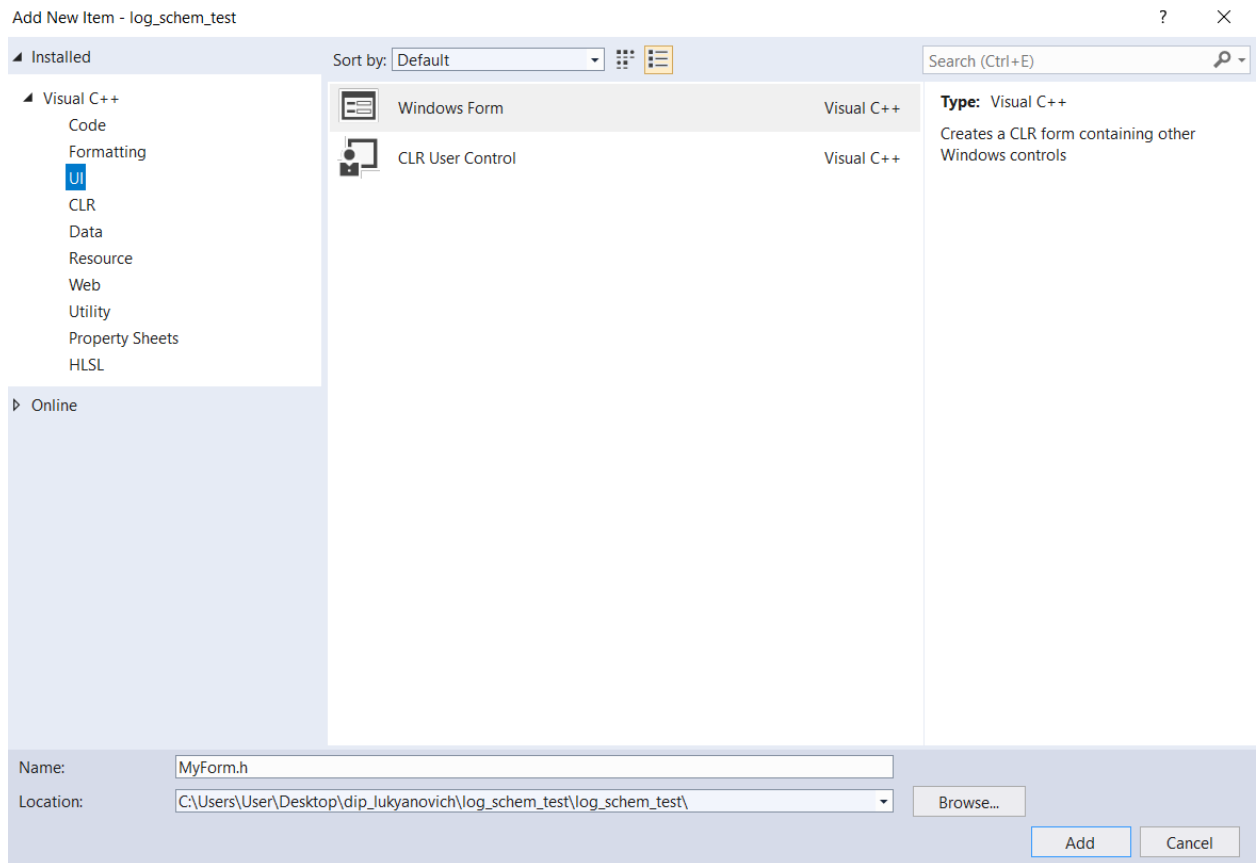 Add New Item - log_schem_test
?
Installed
Sort by: Default
Search (Ctrl+E)
Visual C++
Code
Formatting
UI
CLR
Data
Resource
Web
Utility
Property Sheets
HLSL
Online
Windows Form Visual C++
CLR User Control Visual C++
Type: Visual C++
Creates a CLR form containing other
Windows controls
Name: MyForm.h
Location: C:\Users\User\Desktop\dip_lukyanovich\log_schem_test\log_schem_test\
Browse...
Add Cancel